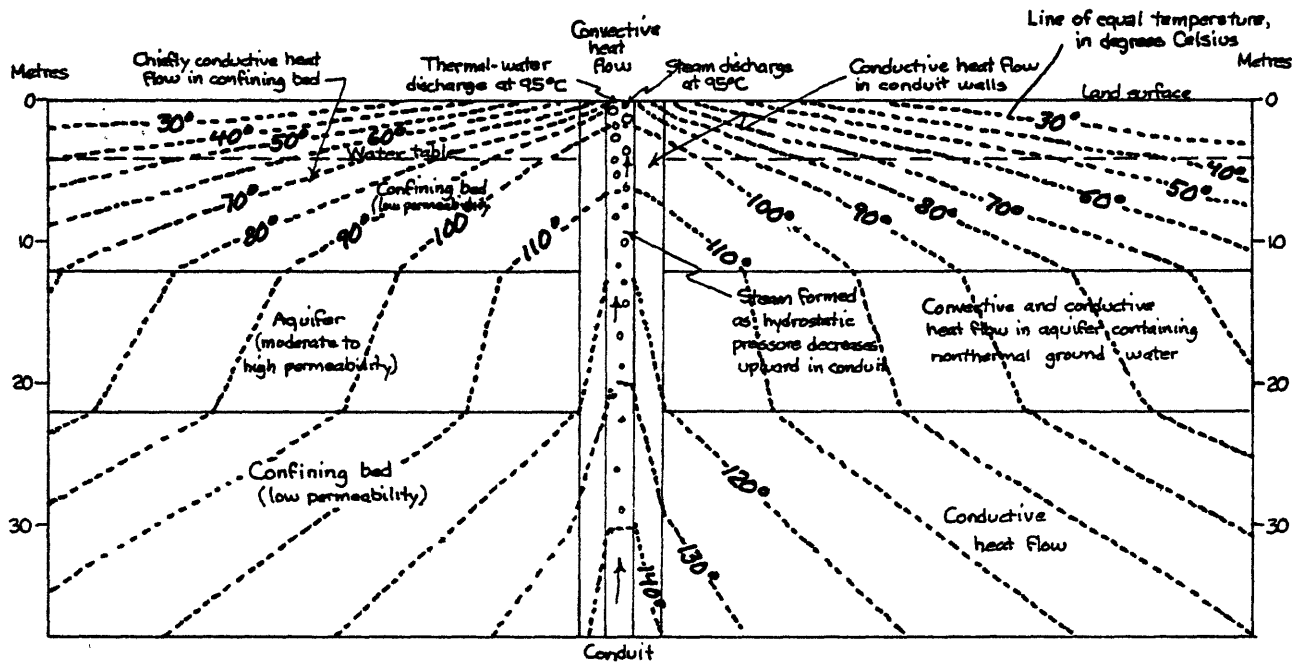 Line of equal temperature,
in degrees Celsius
Convective
heat
flow
Chiefly conductive heat
flow in confining bed
Thermal-water
discharge at 95°C
Steam discharge
at 95°C
Conductive heat flow
in conduit walls
Metres
Metres
Land surface
0
0
30°
40°
50°
20°
30°
Water table
40°
50°
60°
70°
Confining bed
(low permeability)
70°
80°
90°
100
110°
100°
90°
80°
110°
10
10
Steam formed
as hydrostatic
pressure decreases
upward in conduit
Convective and conductive
heat flow in aquifer containing
nonthermal ground water
Aquifer
(moderate to
high permeability)
20
20
Confining bed
(low permeability)
120°
Conductive
heat flow
30
30
130°
140°
Conduit